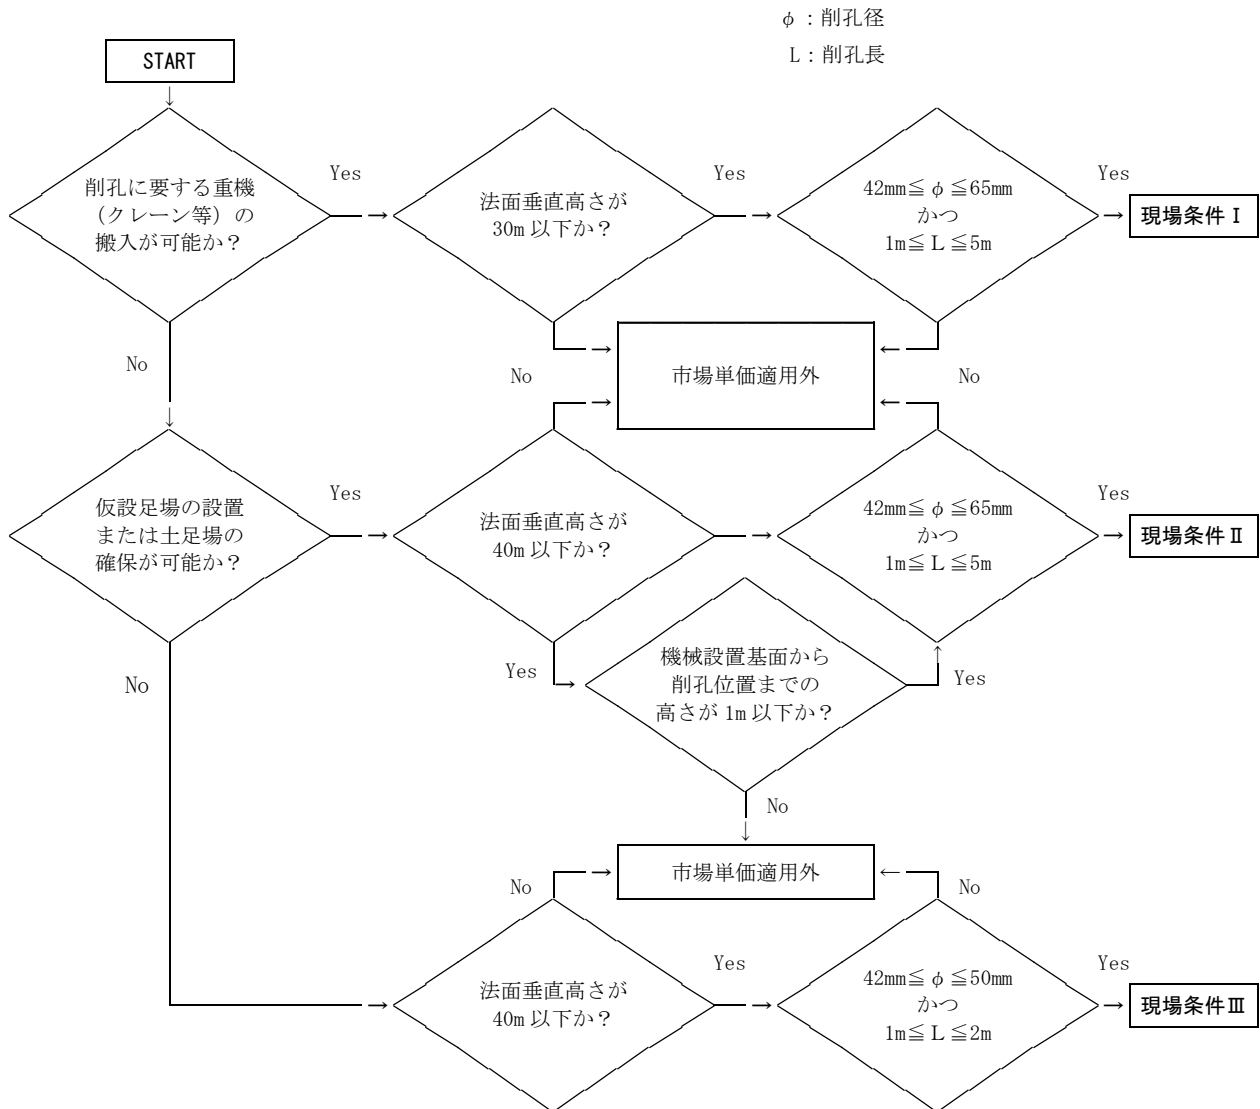 φ：削孔径
L：削孔長
START
↓
削孔に要する重機
（クレーン等）の
搬入が可能か？
Yes
→
法面垂直高さが
30m 以下か？
Yes
→
42mm≦φ≦65mm
かつ
1m≦L≦5m
Yes
→
現場条件Ⅰ
No
↓
→
No
市場単価適用外
←
No
→
←
仮設足場の設置
または土足場の
確保が可能か？
Yes
→
法面垂直高さが
40m 以下か？
→
42mm≦φ≦65mm
かつ
1m≦L≦5m
Yes
→
現場条件Ⅱ
No
Yes
→
機械設置基面から
削孔位置までの
高さが 1m 以下か？
↑
Yes
No
↓
No
→
市場単価適用外
←
No
→
法面垂直高さが
40m 以下か？
Yes
→
42mm≦φ≦50mm
かつ
1m≦L≦2m
Yes
→
現場条件Ⅲ